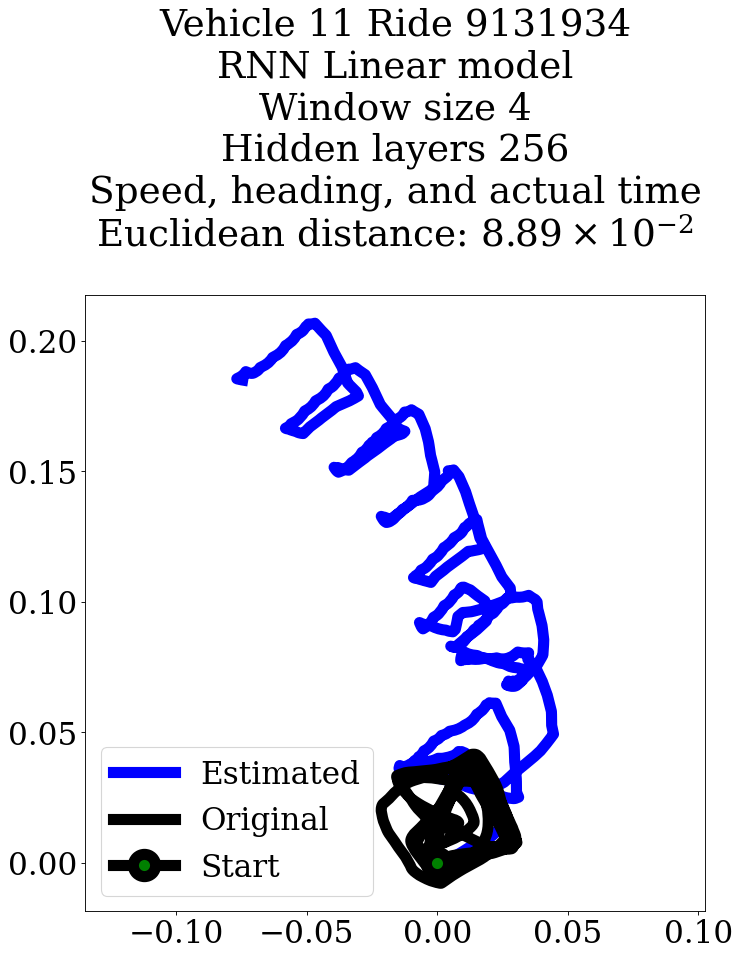 Vehicle 11 Ride 9131934
RNN Linear model
Window size 4
Hidden layers 256
Speed, heading, and actual time
Euclidean distance: 8.89 × 10⁻²
0.20
0.15
0.10
0.05
0.00
Estimated
Original
Start
−0.10 −0.05 0.00 0.05 0.10